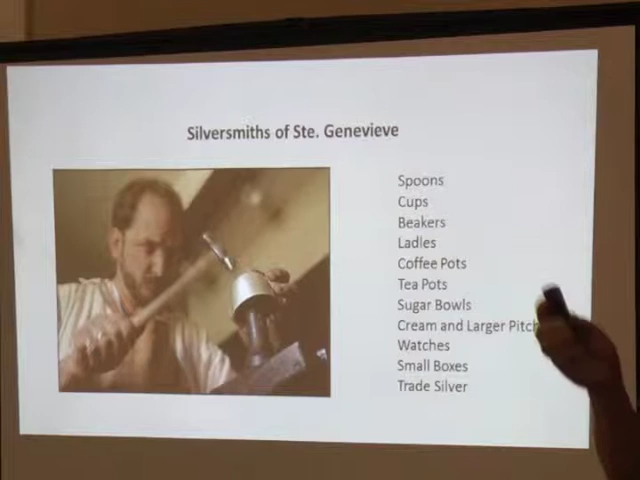 Silversmiths of Ste. Genevieve
Spoons
Cups
Beakers
Ladles
Coffee Pots
Tea Pots
Sugar Bowls
Cream and Larger Pitch
Watches
Small Boxes
Trade Silver